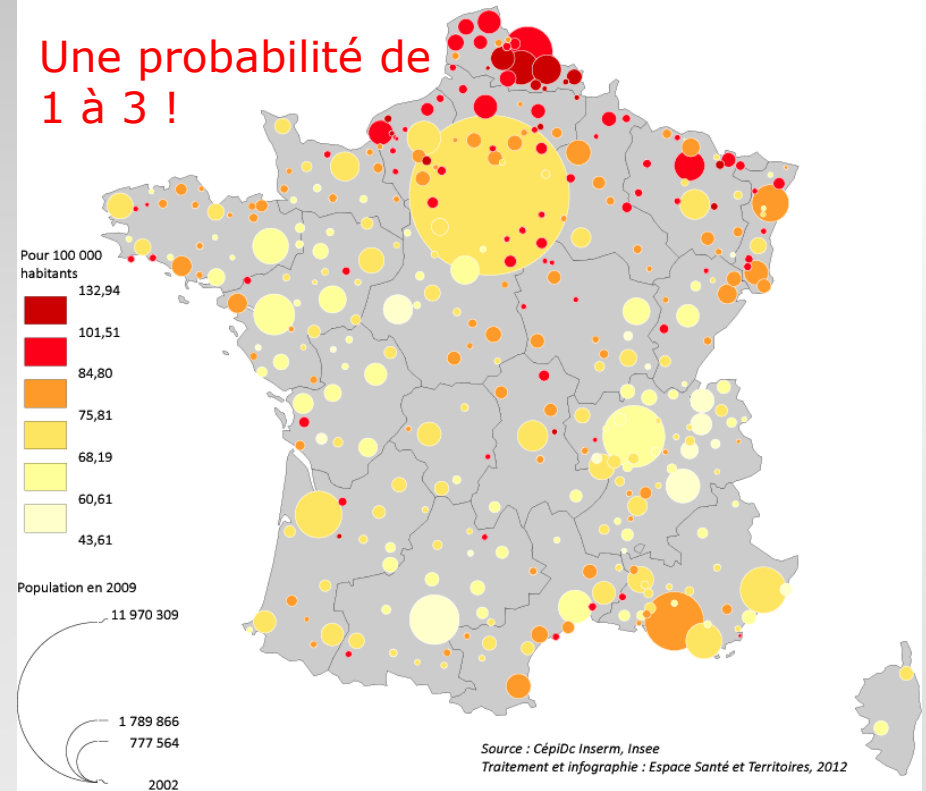 Une probabilité de
1 à 3 !
Pour 100 000
habitants
132,94
101,51
84,80
75,81
68,19
60,61
43,61
Population en 2009
11 970 309
1 789 866
777 564
2002
Source : CépiDc Inserm, Insee
Traitement et infographie : Espace Santé et Territoires, 2012